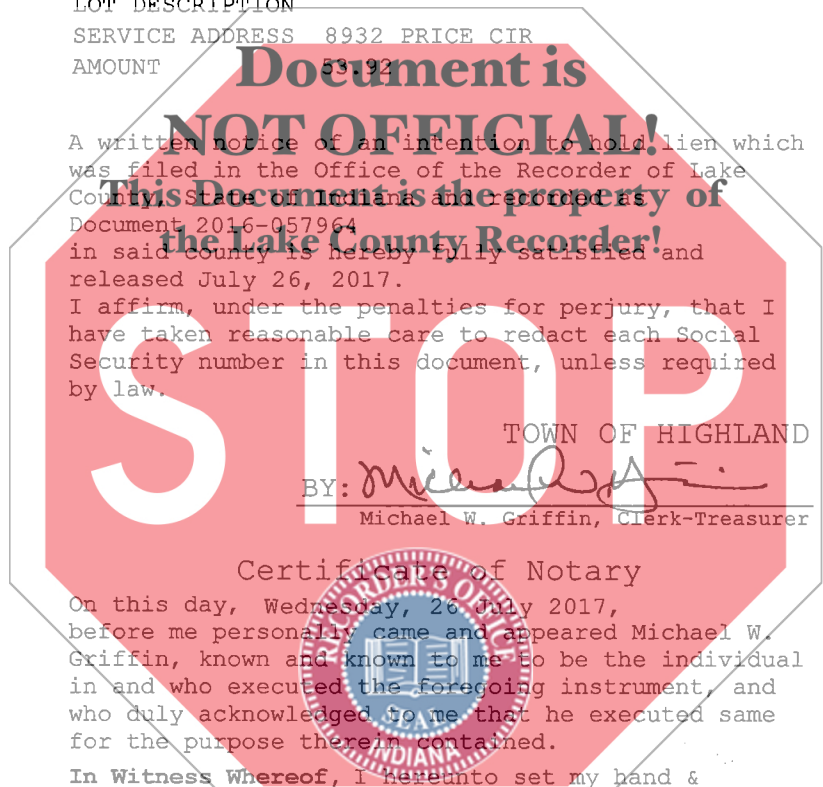 LOT DESCRIPTION
SERVICE ADDRESS 8932 PRICE CIR
AMOUNT 53.92
Document is
NOT OFFICIAL!
This Document is the property of
the Lake County Recorder!
A written notice of an intention to hold lien which
was filed in the Office of the Recorder of Lake
County, State of Indiana and recorded as
Document 2016-057964
in said county is hereby fully satisfied and
released July 26, 2017.
I affirm, under the penalties for perjury, that I
have taken reasonable care to redact each Social
Security number in this document, unless required
by law.
STOP
TOWN OF HIGHLAND
BY: Michael W. Griffin
Michael W. Griffin, Clerk-Treasurer
Certificate of Notary
On this day, Wednesday, 26 July 2017,
before me personally came and appeared Michael W.
Griffin, known and known to me to be the individual
in and who executed the foregoing instrument, and
who duly acknowledged to me that he executed same
for the purpose therein contained.
RECORDER'S OFFICE
SEAL
INDIANA
In Witness Whereof, I hereunto set my hand &